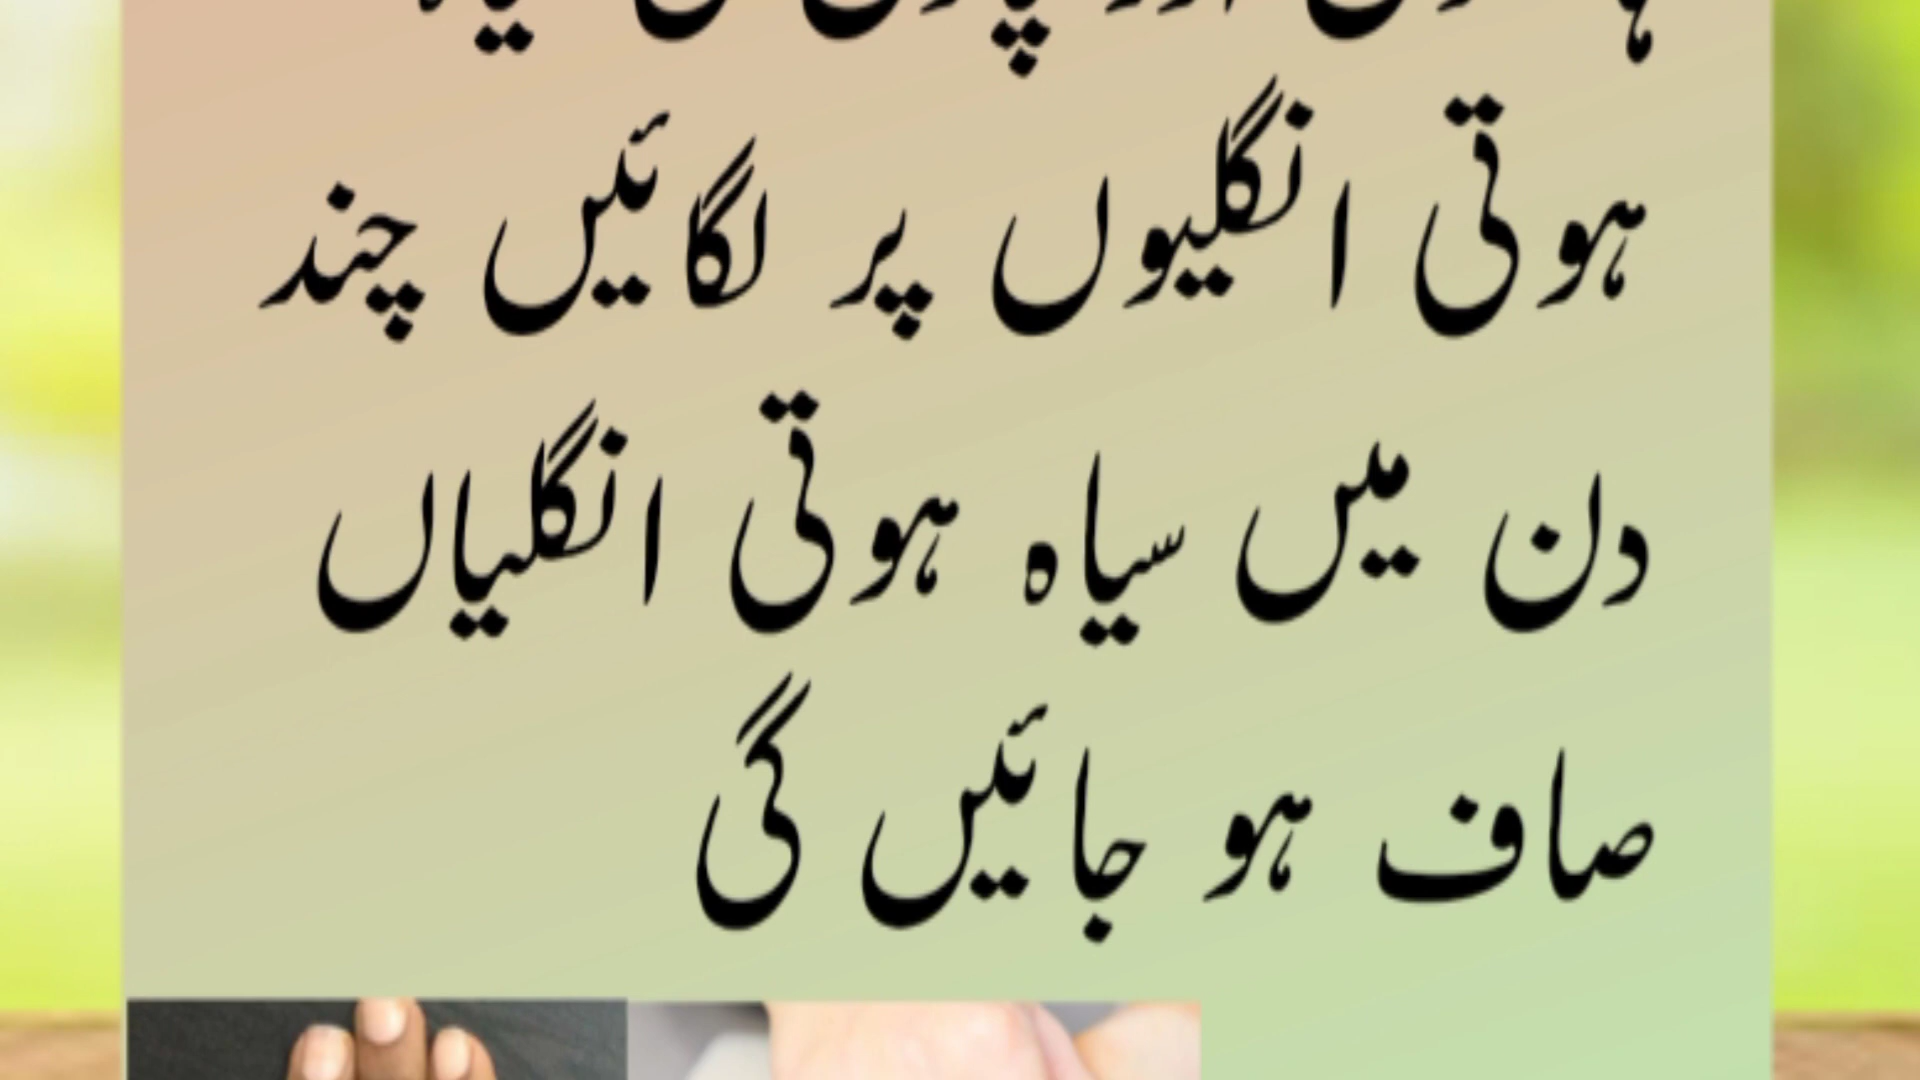 ہوتی انگلیوں پر لگائیں چند
دن میں سیاہ ہوتی انگلیاں
صاف ہو جائیں گی